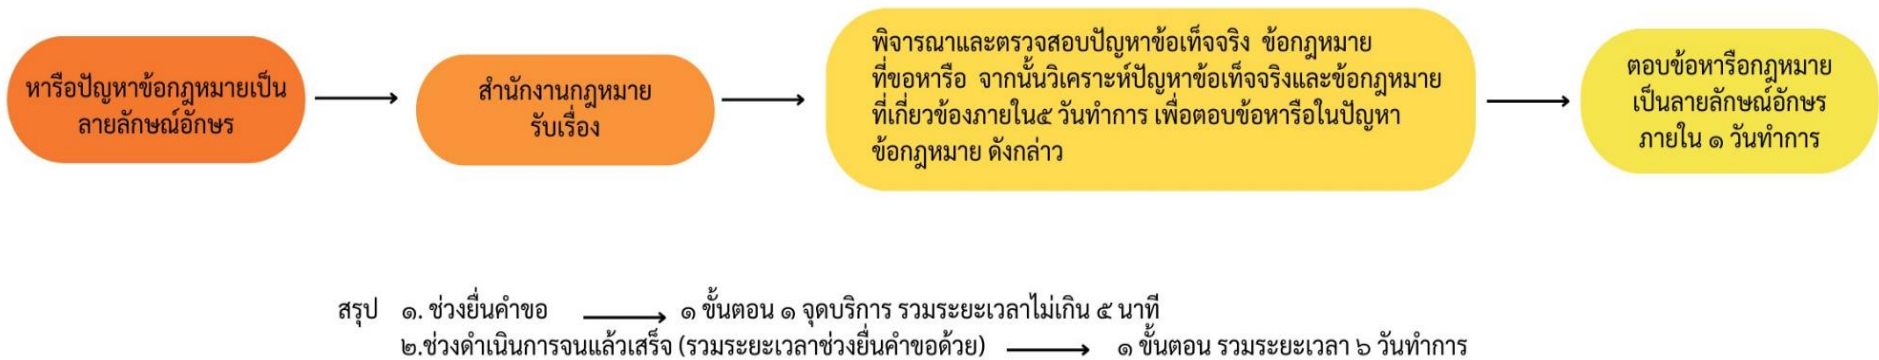 หารือปัญหาข้อกฎหมายเป็น
ลายลักษณ์อักษร
สำนักงานกฎหมาย
รับเรื่อง
พิจารณาและตรวจสอบปัญหาข้อเท็จจริง ข้อกฎหมาย
ที่ขอหารือ จากนั้นวิเคราะห์ปัญหาข้อเท็จจริงและข้อกฎหมาย
ที่เกี่ยวข้องภายใน๕ วันทำการ เพื่อตอบข้อหารือในปัญหา
ข้อกฎหมาย ดังกล่าว
ตอบข้อหารือกฎหมาย
เป็นลายลักษณ์อักษร
ภายใน ๑ วันทำการ
สรุป ๑. ช่วงยื่นคำขอ ⟶ ๑ ขั้นตอน ๑ จุดบริการ รวมระยะเวลาไม่เกิน ๕ นาที
๒.ช่วงดำเนินการจนแล้วเสร็จ (รวมระยะเวลาช่วงยื่นคำขอด้วย) ⟶ ๑ ขั้นตอน รวมระยะเวลา ๖ วันทำการ